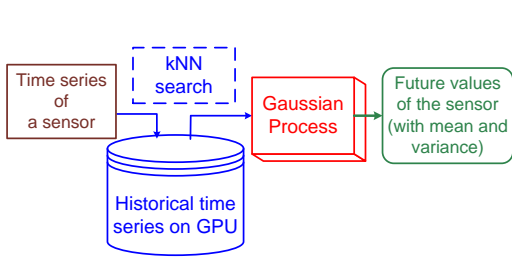 Time series
of
a sensor
kNN
search
Historical time
series on GPU
Gaussian
Process
Future values
of the sensor
(with mean and
variance)